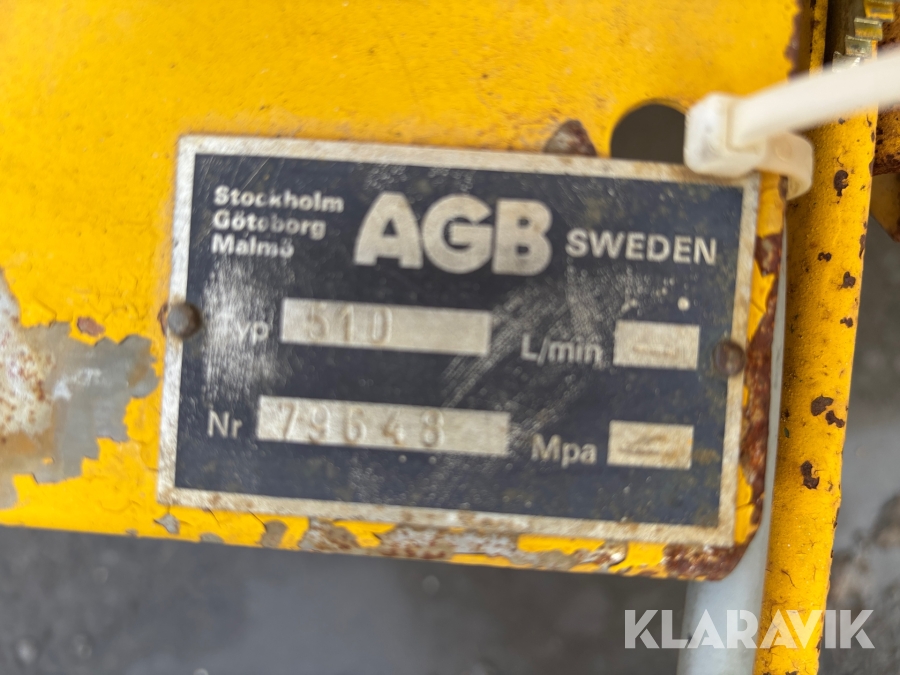 Stockholm
Göteborg
Malmö
AGB SWEDEN
Typ 510
L/min
Nr 79648
Mpa
KLARAVIK